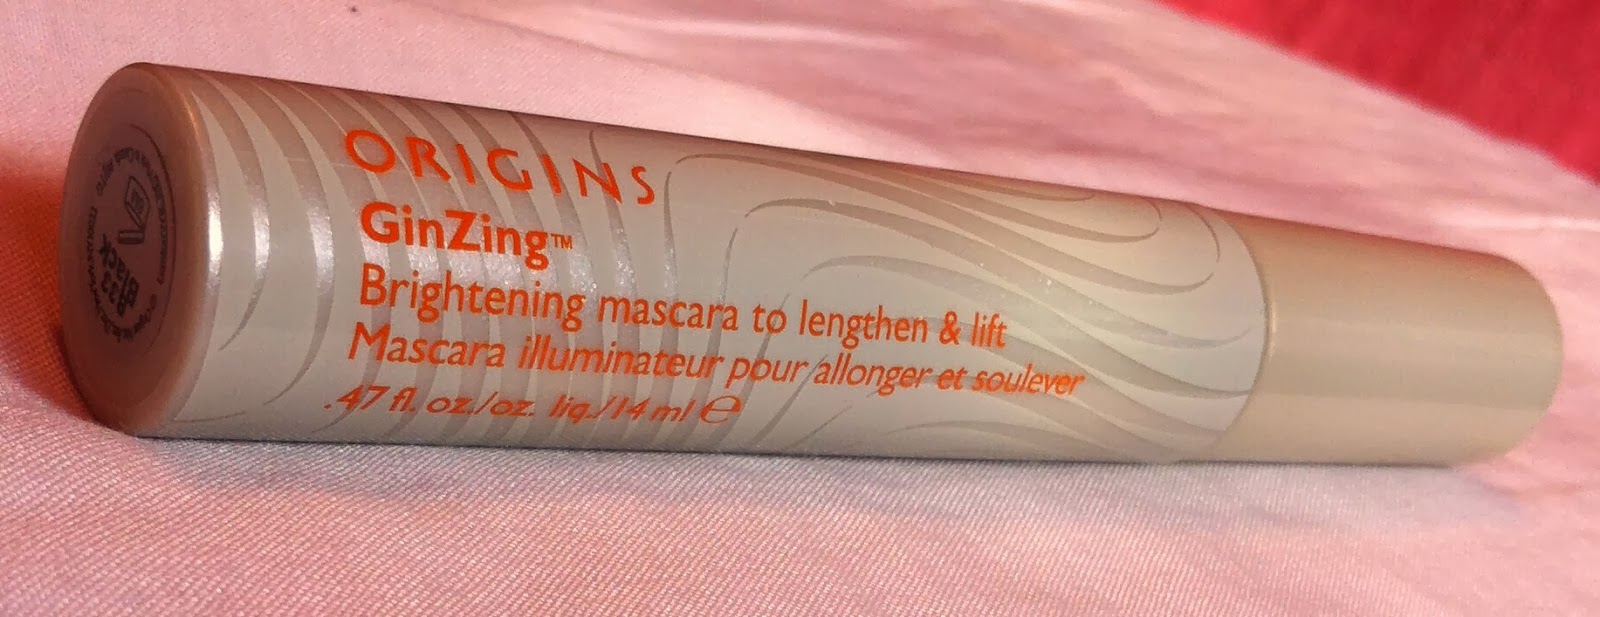 ORIGINS
GinZing™
Brightening mascara to lengthen & lift
Mascara illuminateur pour allonger et soulever
.47 fl. oz./oz. liq./14 ml ℮
33
Black